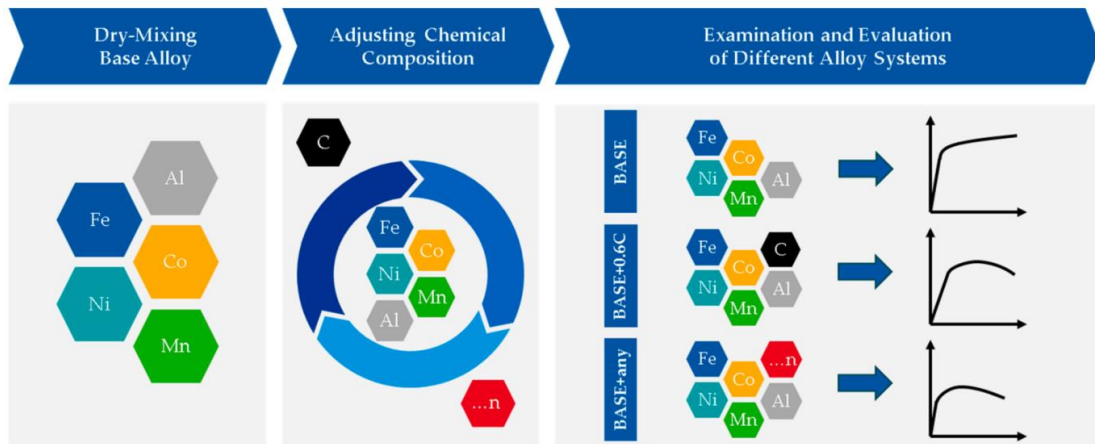 Dry-Mixing
Base Alloy
Adjusting Chemical
Composition
Examination and Evaluation
of Different Alloy Systems
Al
Fe
Co
Ni
Mn
C
Fe
Co
Ni
Mn
Al
...n
BASE
Fe
Co
Ni
Al
Mn
BASE+0.6C
Fe
C
Co
Ni
Al
Mn
BASE+any
Fe
...n
Co
Ni
Al
Mn